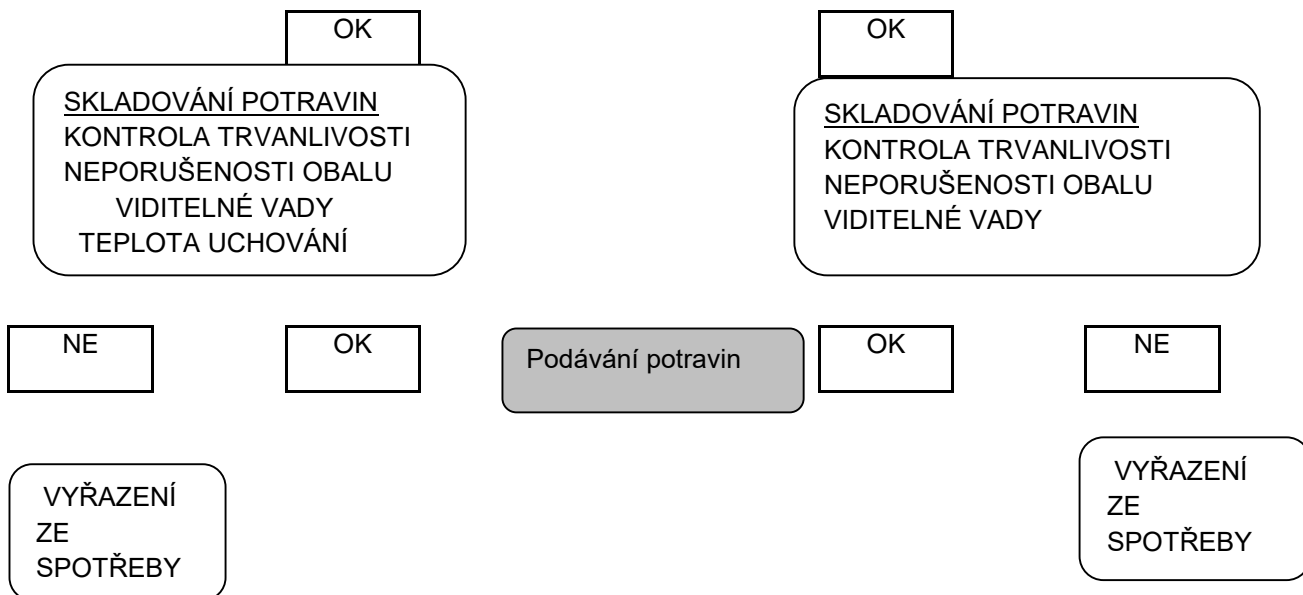 OK
OK
SKLADOVÁNÍ POTRAVIN
KONTROLA TRVANLIVOSTI
NEPORUŠENOSTI OBALU
VIDITELNÉ VADY
TEPLOTA UCHOVÁNÍ
SKLADOVÁNÍ POTRAVIN
KONTROLA TRVANLIVOSTI
NEPORUŠENOSTI OBALU
VIDITELNÉ VADY
NE
OK
Podávání potravin
OK
NE
VYŘAZENÍ
ZE
SPOTŘEBY
VYŘAZENÍ
ZE
SPOTŘEBY